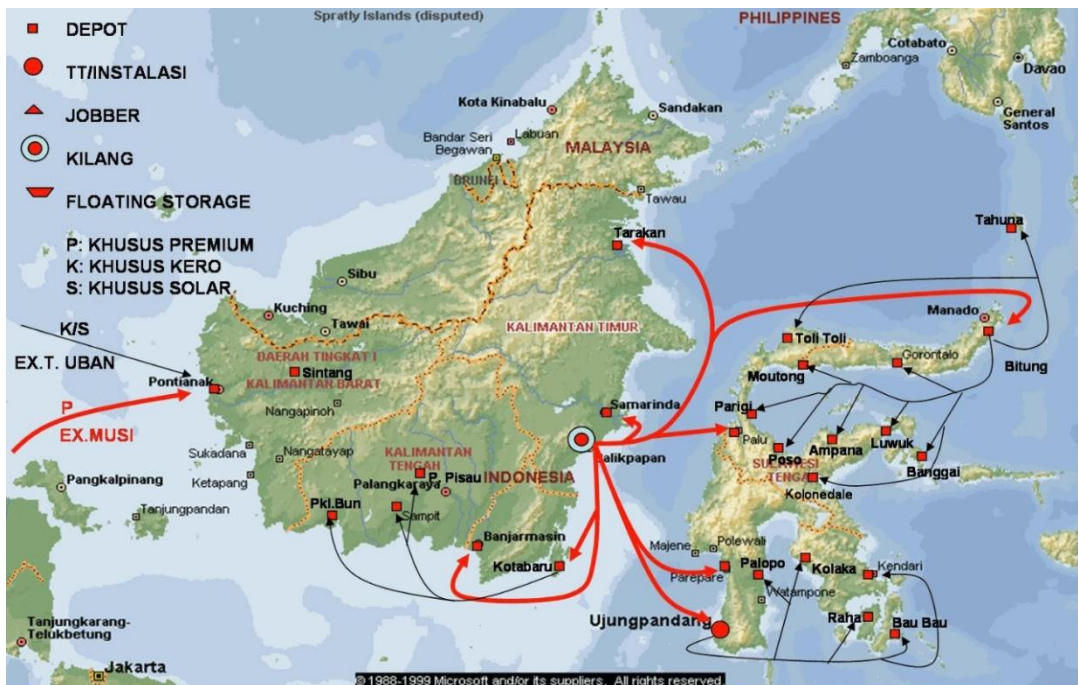 Spratly Islands (disputed)
PHILIPPINES
DEPOT
TT/INSTALASI
JOBBER
KILANG
FLOATING STORAGE
P: KHUSUS PREMIUM
K: KHUSUS KERO
S: KHUSUS SOLAR
K/S
EX.T. UBAN
P
EX.MUSI
Cotabato
Davao
Zamboanga
General
Santos
Kota Kinabalu
Sandakan
Labuan
Bandar Seri
Begawan
MALAYSIA
BRUNEI
Tawau
Tarakan
Tahuna
Sibu
Kuching
Tawai
KALIMANTAN TIMUR
Manado
Toli Toli
Gorontalo
Bitung
Moutong
DAERAH TINGKAT I
KALIMANTAN BARAT
Sintang
Pontianak
Nangapinoh
Samarinda
Parigi
Palu
Ampana
Luwuk
Poso
Banggai
SULAWESI
TENGAH
Kolonedale
alikpapan
Sukadana
Nangatayap
Ketapang
KALIMANTAN
TENGAH
P. Pisau
Palangkaraya
INDONESIA
Pangkalpinang
Tanjungpandan
Pkl.Bun
Sampit
Banjarmasin
Kotabaru
Majene
Polewali
Parepare
Palopo
Watampone
Kolaka
Kendari
Ujungpandang
Raha
Bau Bau
Tanjungkarang-
Telukbetung
Jakarta
© 1988-1999 Microsoft and/or its suppliers. All rights reserved.